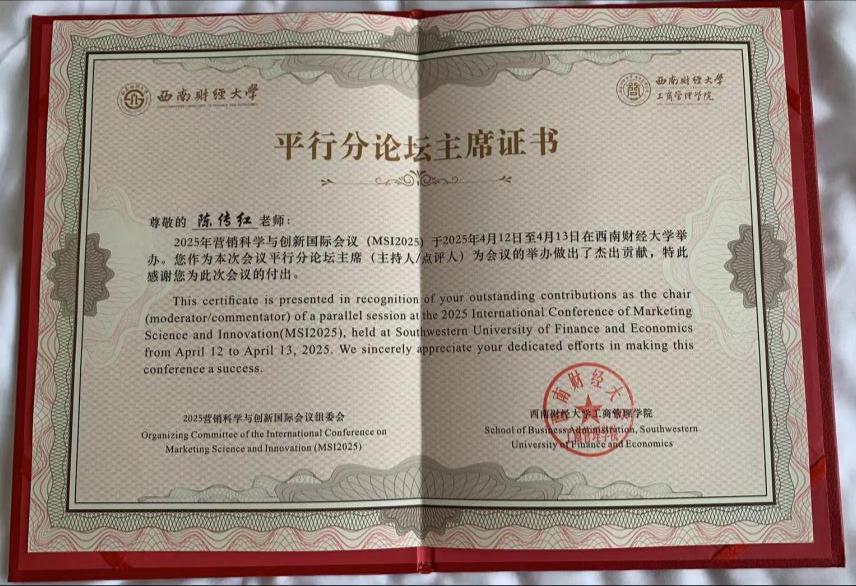 西南财经大学
西南财经大学
工商管理学院
平行分论坛主席证书
尊敬的 陈传红 老师：
2025年营销科学与创新国际会议（MSI2025）于2025年4月12日至4月13日在西南财经大学举
办。您作为本次会议平行分论坛主席（主持人/点评人）为会议的举办做出了杰出贡献，特此
感谢您为此次会议的付出。
This certificate is presented in recognition of your outstanding contributions as the chair
(moderator/commentator) of a parallel session at the 2025 International Conference of Marketing
Science and Innovation(MSI2025), held at Southwestern University of Finance and Economics
from April 12 to April 13, 2025. We sincerely appreciate your dedicated efforts in making this
conference a success.
2025营销科学与创新国际会议组委会
Organizing Committee of the International Conference on
Marketing Science and Innovation (MSI2025)
西南财经大学工商管理学院
School of Business Administration, Southwestern
University of Finance and Economics
西南财经大学
工商管理学院